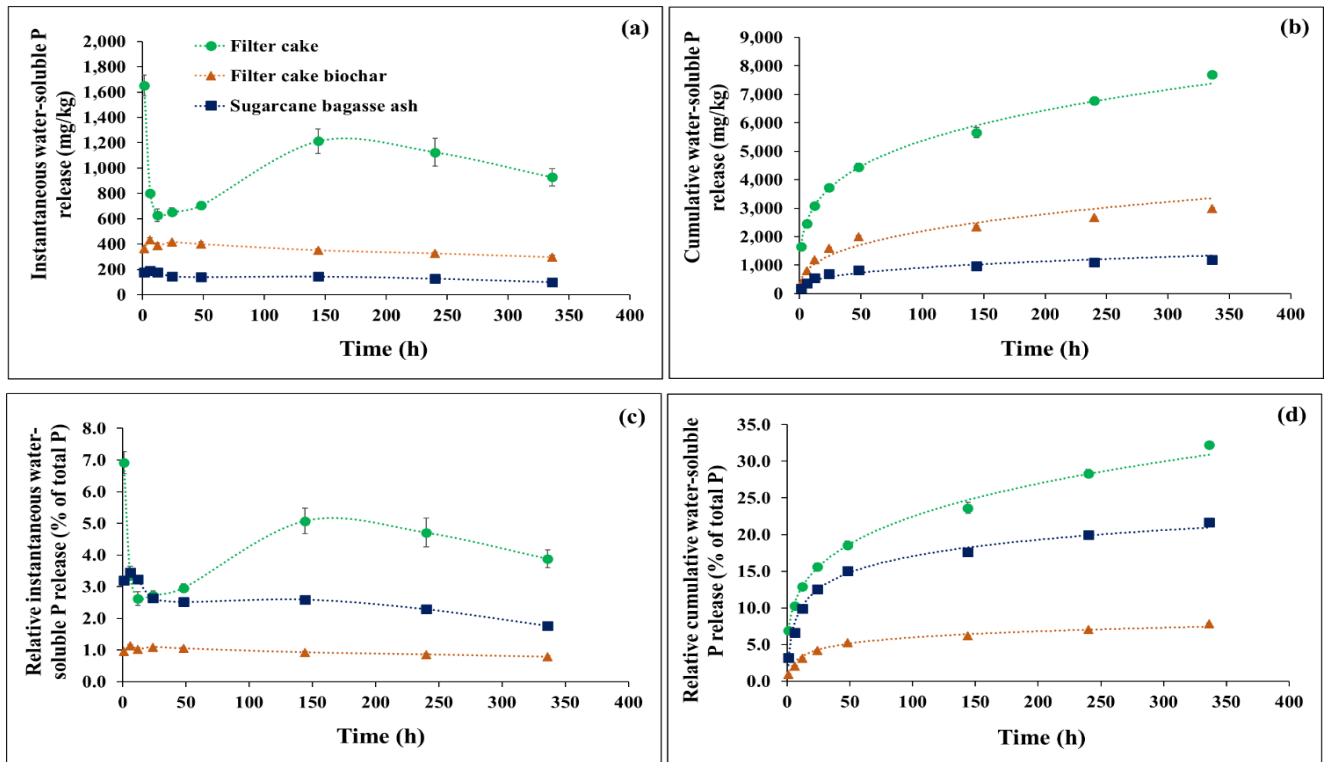 (a)
Instantaneous water-soluble P
release (mg/kg)
2,000
1,800
1,600
1,400
1,200
1,000
800
600
400
200
0
Filter cake
Filter cake biochar
Sugarcane bagasse ash
0 50 100 150 200 250 300 350 400
Time (h)
(b)
Cumulative water-soluble P
release (mg/kg)
9,000
8,000
7,000
6,000
5,000
4,000
3,000
2,000
1,000
0
0 50 100 150 200 250 300 350 400
Time (h)
(c)
Relative instantaneous water-
soluble P release (% of total P)
8.0
7.0
6.0
5.0
4.0
3.0
2.0
1.0
0.0
0 50 100 150 200 250 300 350 400
Time (h)
(d)
Relative cumulative water-soluble
P release (% of total P)
35.0
30.0
25.0
20.0
15.0
10.0
5.0
0.0
0 50 100 150 200 250 300 350 400
Time (h)